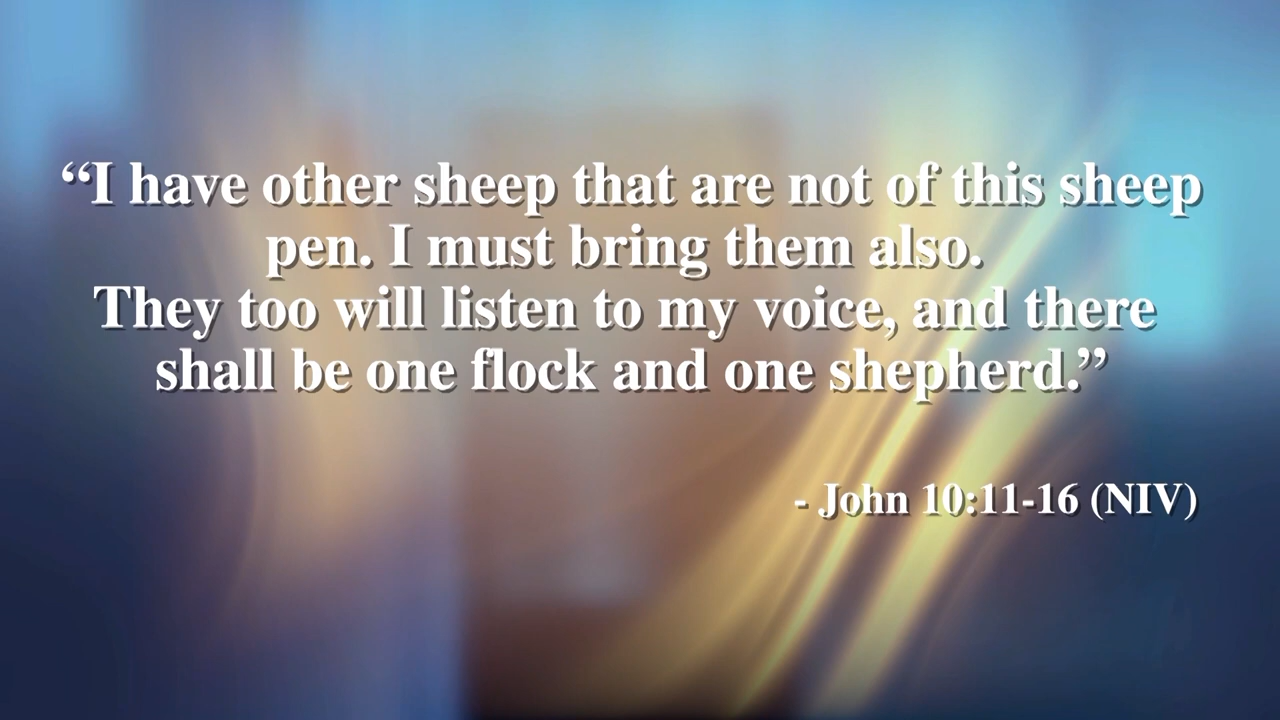 “I have other sheep that are not of this sheep
pen. I must bring them also.
They too will listen to my voice, and there
shall be one flock and one shepherd.”
- John 10:11-16 (NIV)